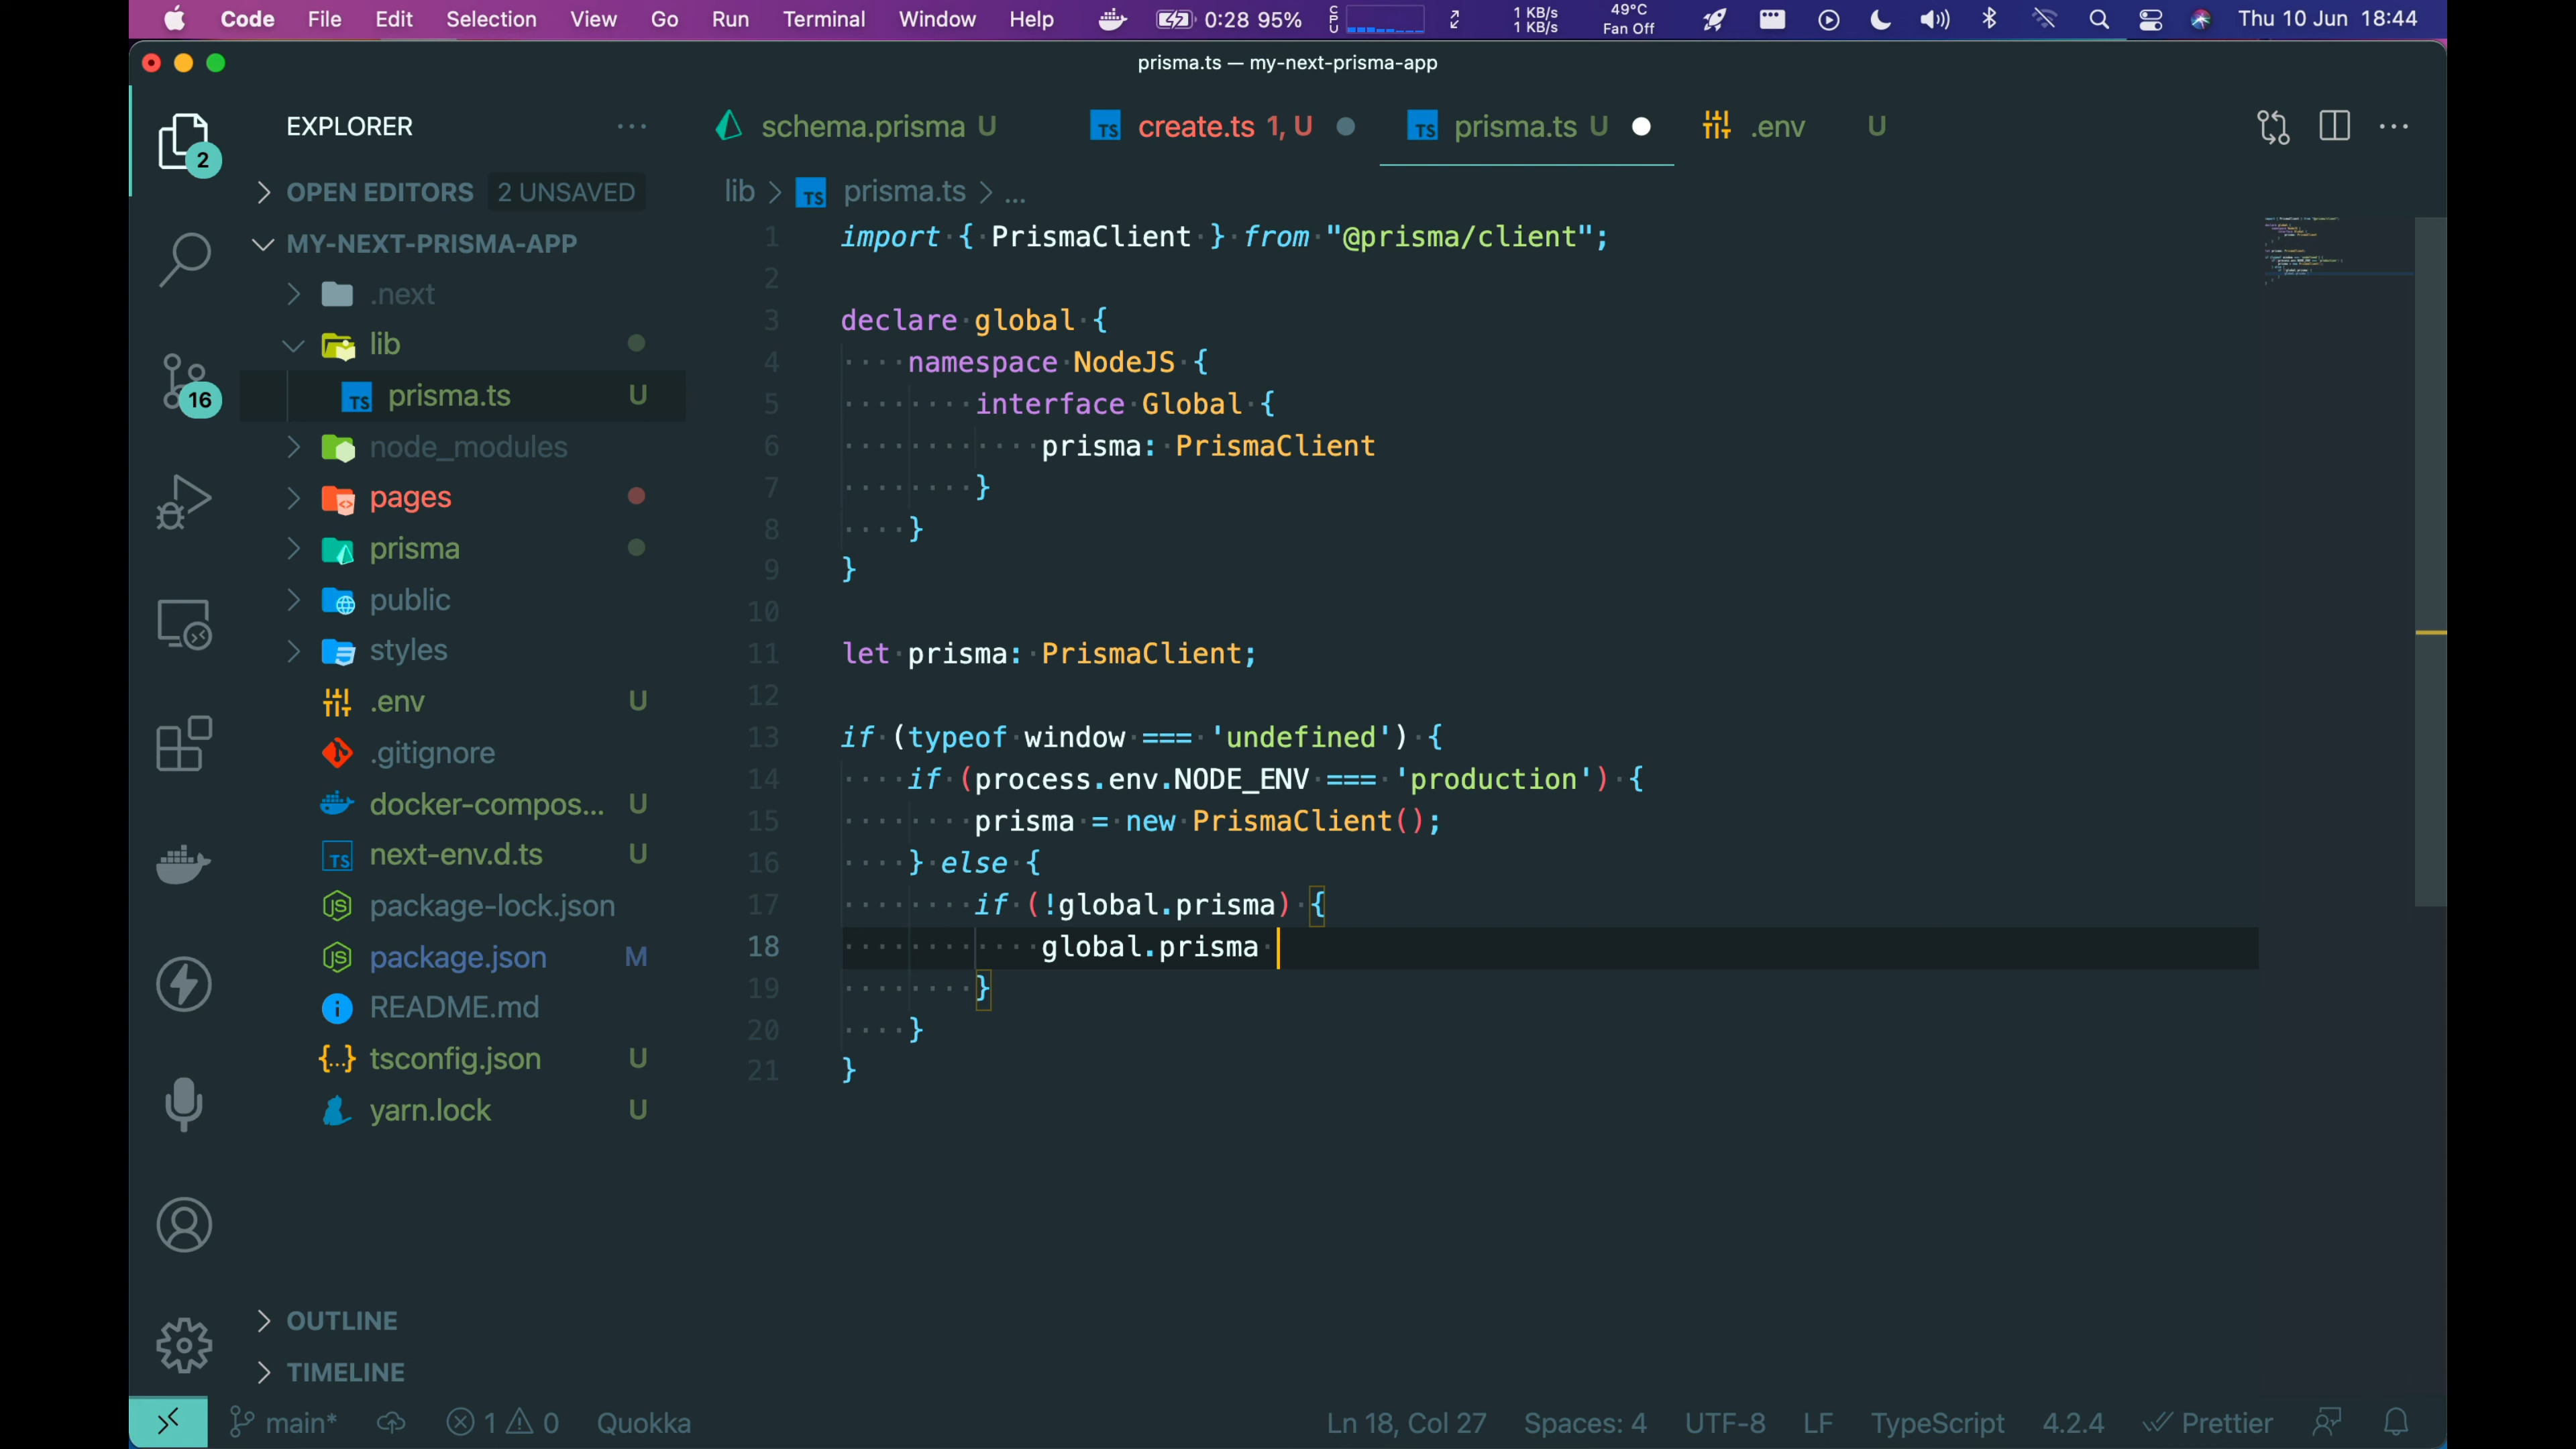 Code File Edit Selection View Go Run Terminal Window Help 0:28 95% CPU 1 KB/s 1 KB/s 49°C Fan Off Thu 10 Jun 18:44
prisma.ts — my-next-prisma-app
EXPLORER
schema.prisma U create.ts 1, U prisma.ts U .env U
OPEN EDITORS 2 UNSAVED
lib > prisma.ts > ...
MY-NEXT-PRISMA-APP
.next
lib
prisma.ts U
node_modules
pages
prisma
public
styles
.env U
.gitignore
docker-compos... U
next-env.d.ts U
package-lock.json
package.json M
README.md
tsconfig.json U
yarn.lock U
OUTLINE
TIMELINE
2
16
1 import { PrismaClient } from "@prisma/client";
2
3 declare global {
4 namespace NodeJS {
5 interface Global {
6 prisma: PrismaClient
7 }
8 }
9 }
10
11 let prisma: PrismaClient;
12
13 if (typeof window === 'undefined') {
14 if (process.env.NODE_ENV === 'production') {
15 prisma = new PrismaClient();
16 } else {
17 if (!global.prisma) {
18 global.prisma
19 }
20 }
21 }
main* 1 0 Quokka Ln 18, Col 27 Spaces: 4 UTF-8 LF TypeScript 4.2.4 Prettier